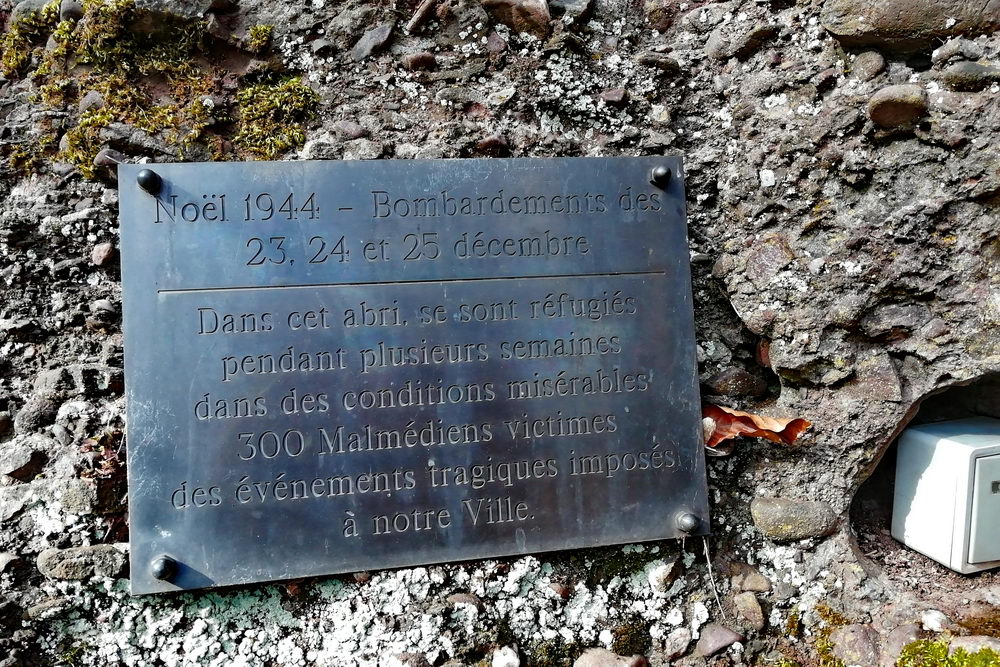 Noël 1944 - Bombardements des
23, 24 et 25 décembre
Dans cet abri, se sont réfugiés
pendant plusieurs semaines
dans des conditions misérables
300 Malmédiens victimes
des événements tragiques imposés
à notre Ville.